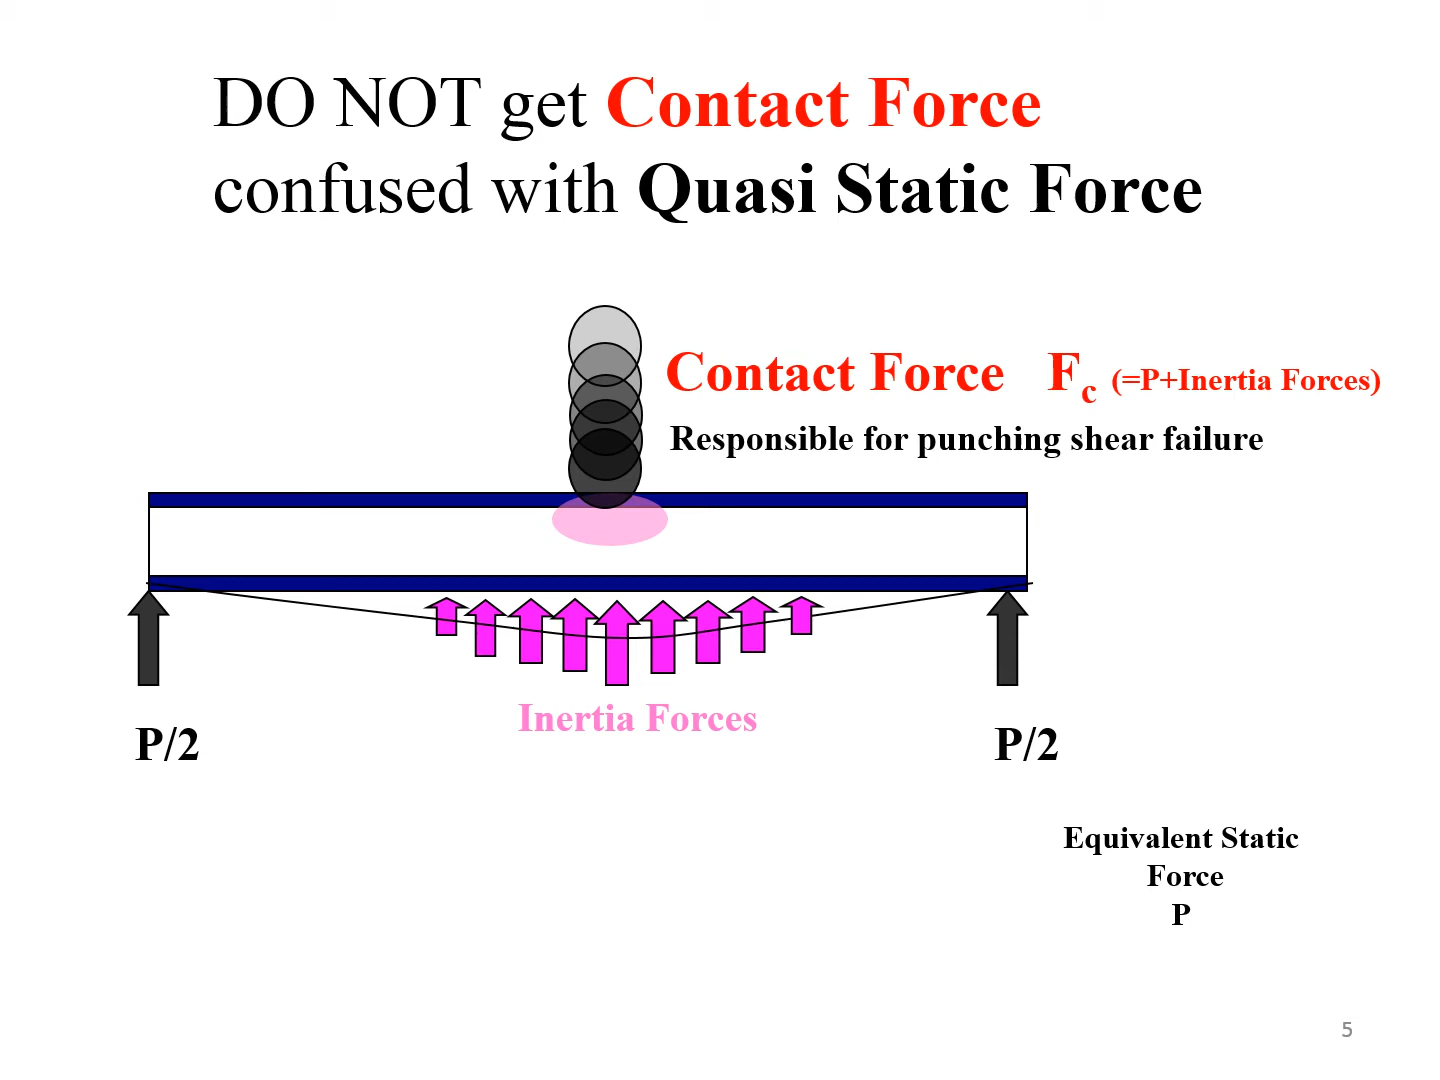 DO NOT get Contact Force
confused with Quasi Static Force
Contact Force Fc (=P+Inertia Forces)
Responsible for punching shear failure
Inertia Forces
P/2
P/2
Equivalent Static
Force
P
5